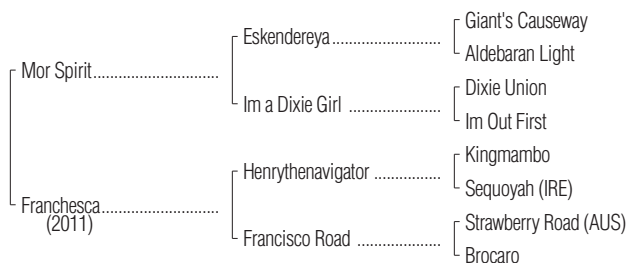 Giant's Causeway
Eskendereya
Aldebaran Light
Mor Spirit
Dixie Union
Im a Dixie Girl
Im Out First
Kingmambo
Henrythenavigator
Sequoyah (IRE)
Franchesca
(2011)
Strawberry Road (AUS)
Francisco Road
Brocaro